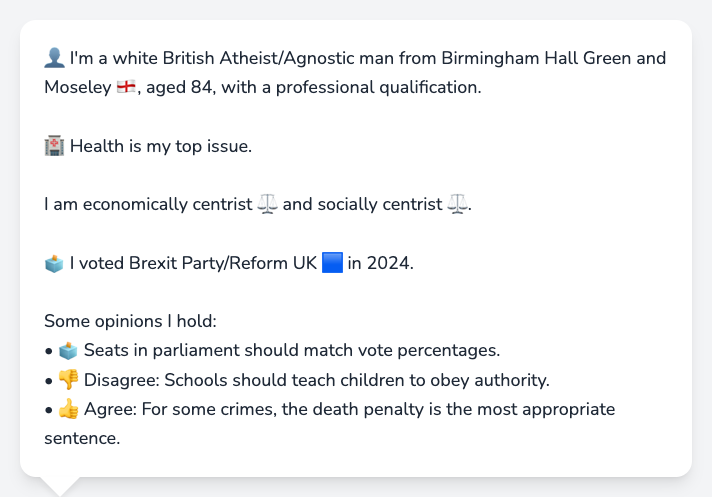 👤 I'm a white British Atheist/Agnostic man from Birmingham Hall Green and
Moseley 🏴󠁧󠁢󠁥󠁮󠁧󠁿, aged 84, with a professional qualification.
🏥 Health is my top issue.
I am economically centrist ⚖️ and socially centrist ⚖️.
🗳️ I voted Brexit Party/Reform UK 🟦 in 2024.
Some opinions I hold:
• 🗳️ Seats in parliament should match vote percentages.
• 👎 Disagree: Schools should teach children to obey authority.
• 👍 Agree: For some crimes, the death penalty is the most appropriate
sentence.